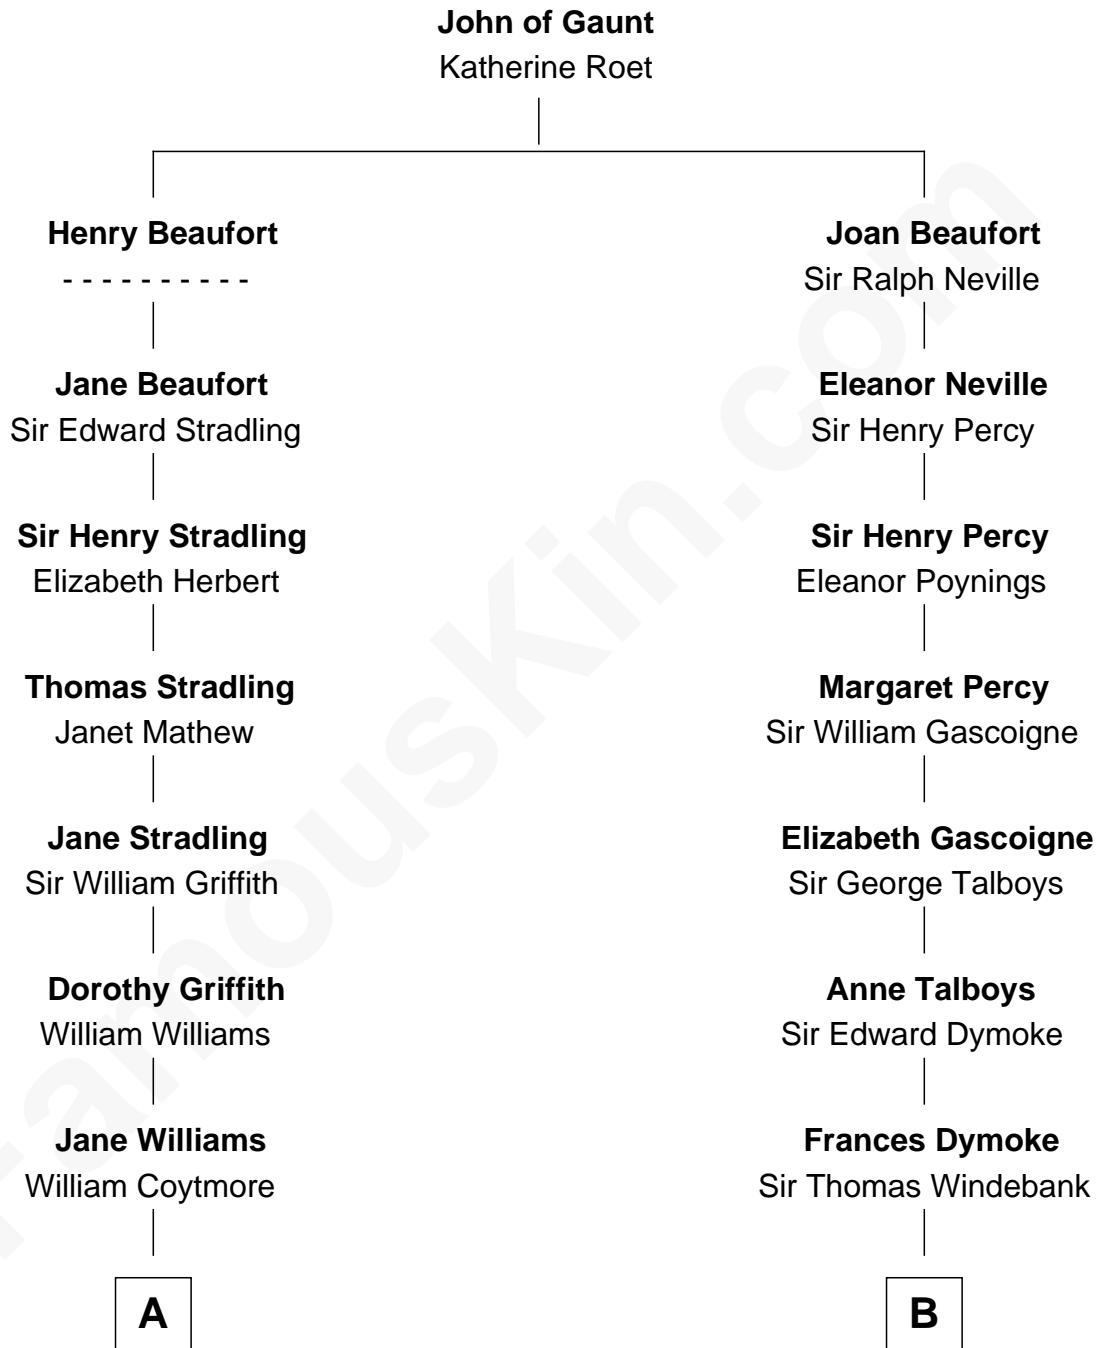 John of Gaunt
Katherine Roet
Henry Beaufort
- - - - - - - - - -
Joan Beaufort
Sir Ralph Neville
Jane Beaufort
Sir Edward Stradling
Eleanor Neville
Sir Henry Percy
Sir Henry Stradling
Elizabeth Herbert
Sir Henry Percy
Eleanor Poynings
Thomas Stradling
Janet Mathew
Margaret Percy
Sir William Gascoigne
Jane Stradling
Sir William Griffith
Elizabeth Gascoigne
Sir George Talboys
Dorothy Griffith
William Williams
Anne Talboys
Sir Edward Dymoke
Jane Williams
William Coytmore
Frances Dymoke
Sir Thomas Windebank
A
B
FamousKin.com